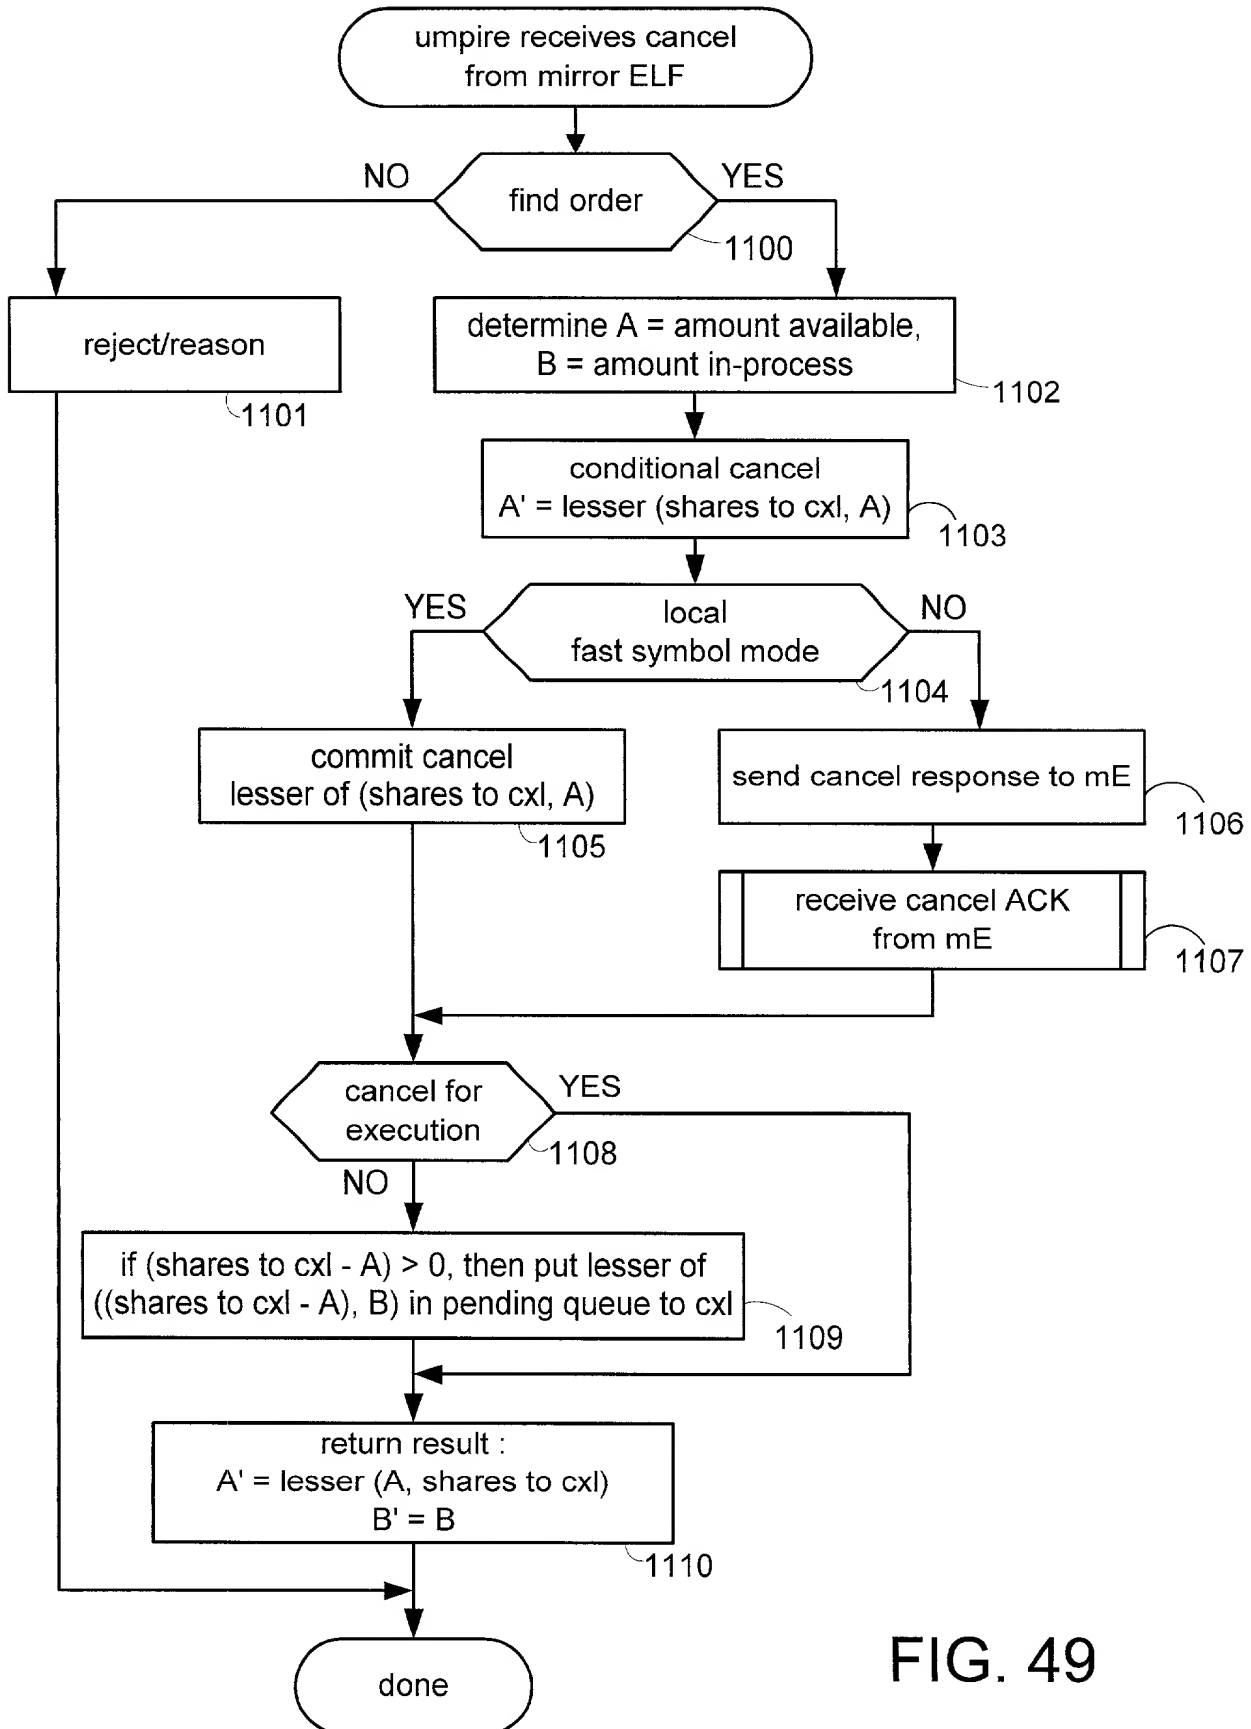 umpire receives cancel
from mirror ELF
NO
YES
find order
1100
reject/reason
1101
determine A = amount available,
B = amount in-process
1102
conditional cancel
A' = lesser (shares to cxl, A)
1103
YES
NO
local
fast symbol mode
1104
commit cancel
lesser of (shares to cxl, A)
1105
send cancel response to mE
1106
receive cancel ACK
from mE
1107
cancel for
execution
YES
1108
NO
if (shares to cxl - A) > 0, then put lesser of
((shares to cxl - A), B) in pending queue to cxl
1109
return result :
A' = lesser (A, shares to cxl)
B' = B
1110
done
FIG. 49